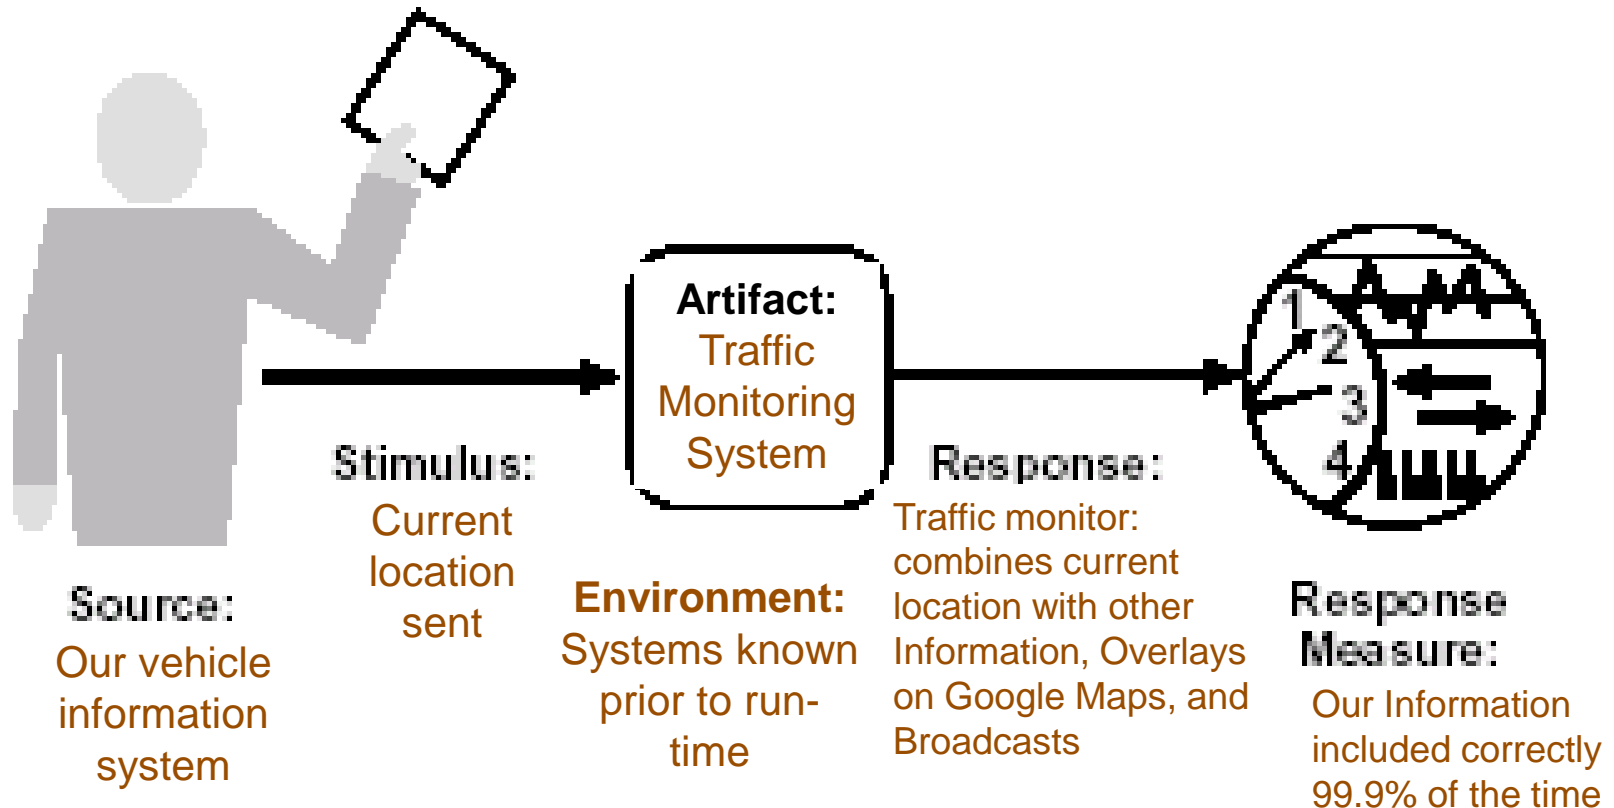 Artifact:
Traffic
Monitoring
System
Stimulus:
Current
location
sent
Source:
Our vehicle
information
system
Environment:
Systems known
prior to run-
time
Response:
Traffic monitor:
combines current
location with other
Information, Overlays
on Google Maps, and
Broadcasts
1
2
3
4
Response
Measure:
Our Information
included correctly
99.9% of the time